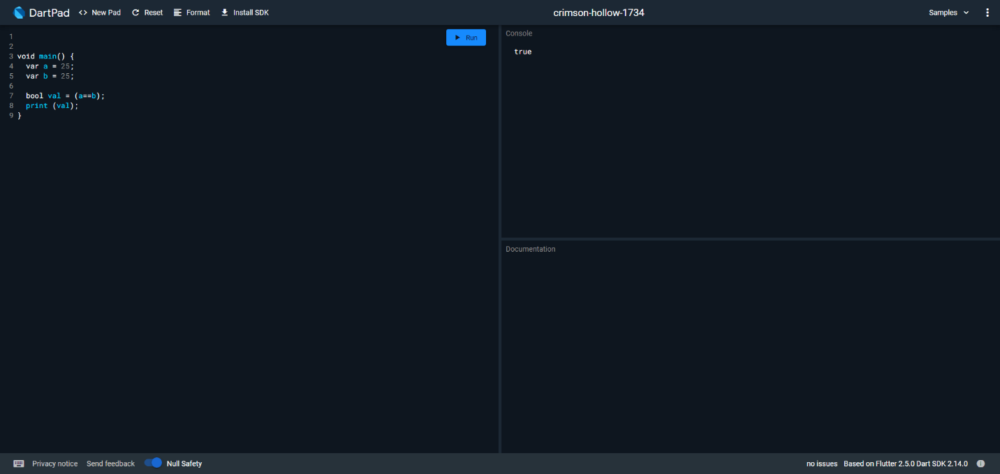 DartPad <> New Pad Reset Format Install SDK crimson-hollow-1734 Samples
Run
1
2
3 void main() {
4   var a = 25;
5   var b = 25;
6
7   bool val = (a==b);
8   print (val);
9 }
Console
true
Documentation
Privacy notice Send feedback Null Safety no issues Based on Flutter 2.5.0 Dart SDK 2.14.0 i